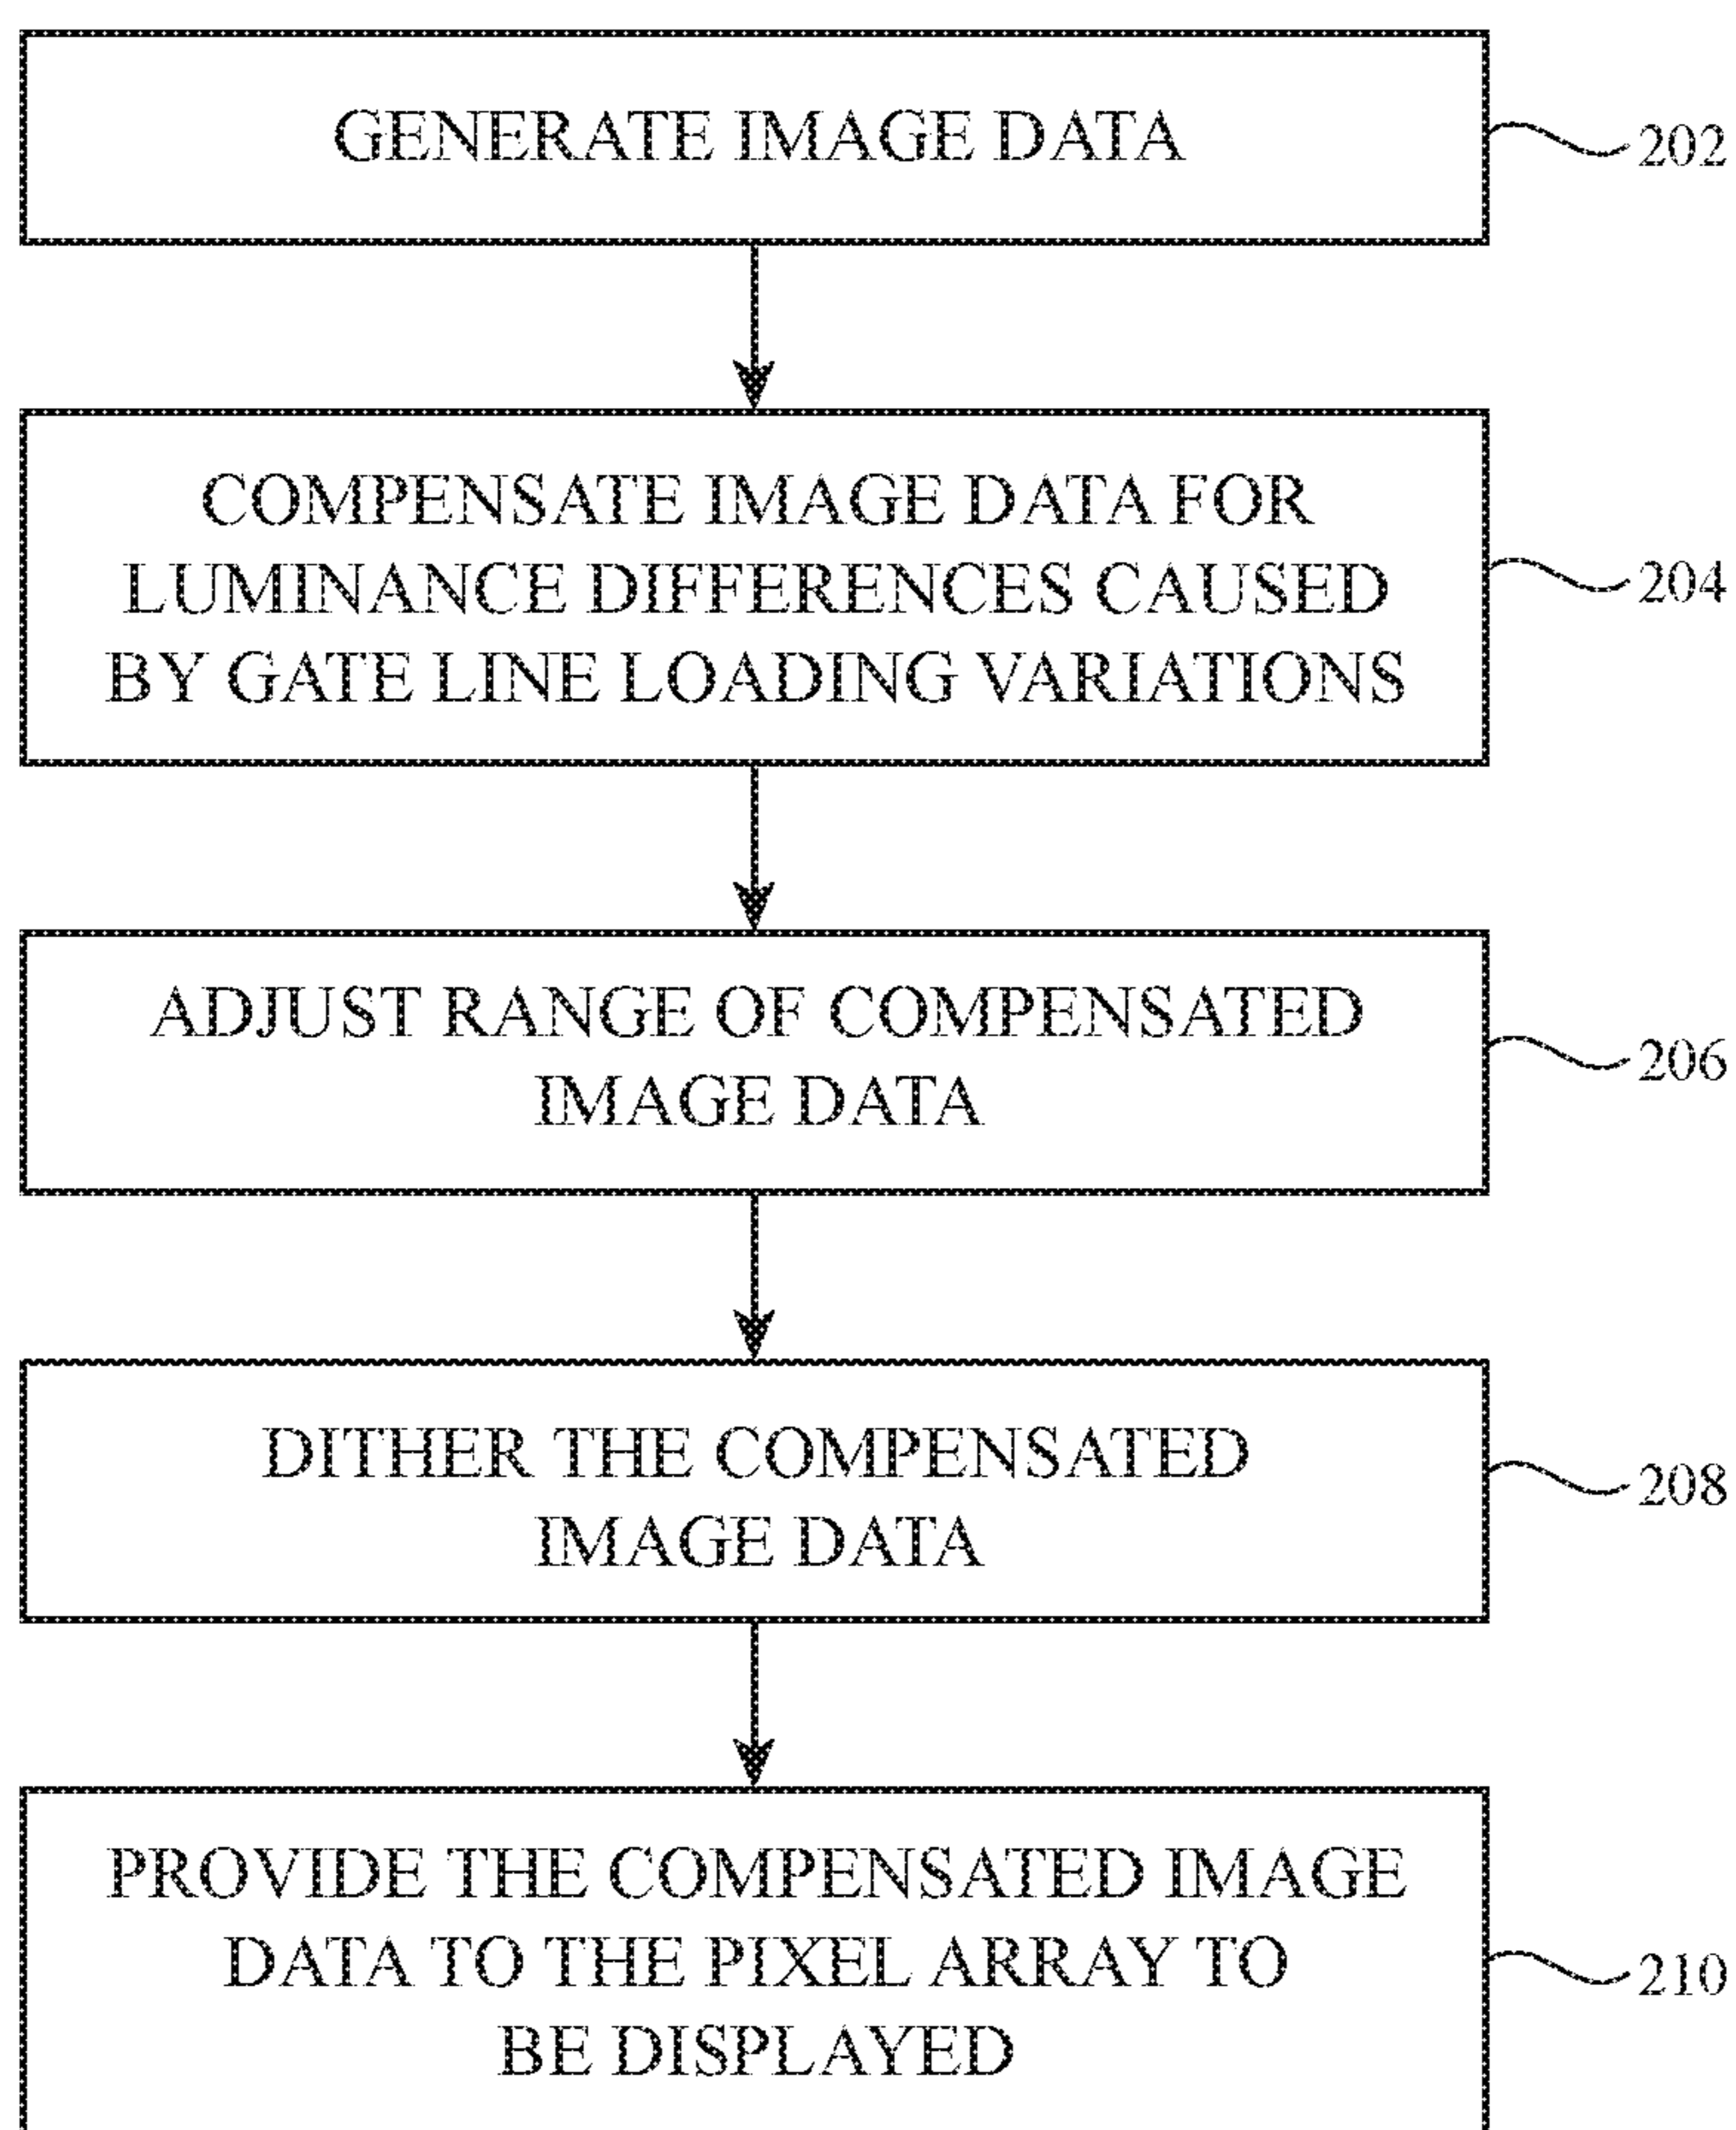 GENERATE IMAGE DATA
202
COMPENSATE IMAGE DATA FOR
LUMINANCE DIFFERENCES CAUSED
BY GATE LINE LOADING VARIATIONS
204
ADJUST RANGE OF COMPENSATED
IMAGE DATA
206
DITHER THE COMPENSATED
IMAGE DATA
208
PROVIDE THE COMPENSATED IMAGE
DATA TO THE PIXEL ARRAY TO
BE DISPLAYED
210